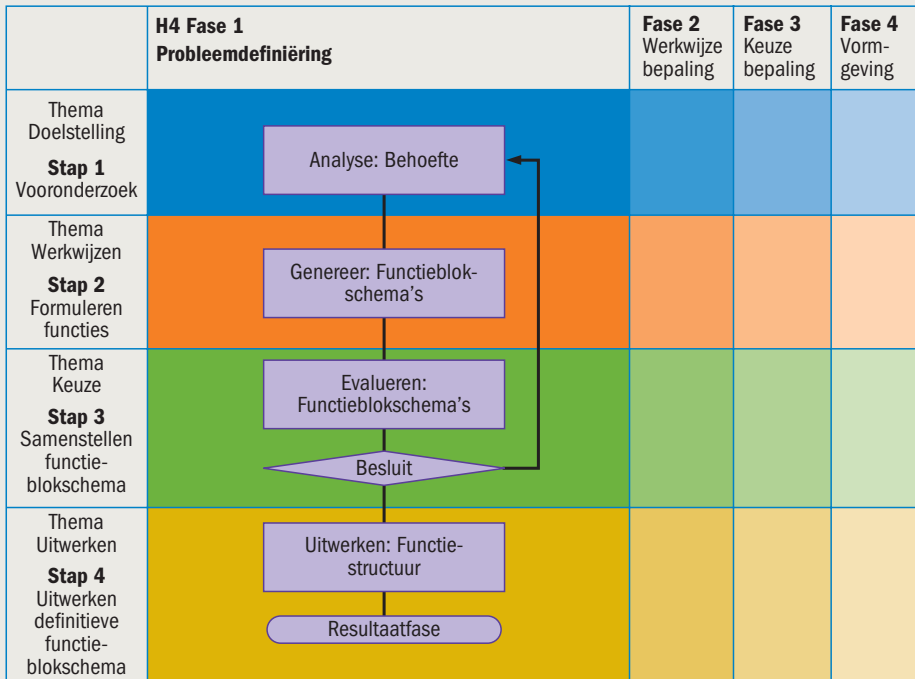 H4 Fase 1
Probleemdefiniëring
Fase 2
Werkwijze
bepaling
Fase 3
Keuze
bepaling
Fase 4
Vorm-
geving
Thema
Doelstelling
Stap 1
Vooronderzoek
Analyse: Behoefte
Thema
Werkwijzen
Stap 2
Formuleren
functies
Genereer: Functieblok-
schema's
Thema
Keuze
Stap 3
Samenstellen
functie-
blokschema
Evalueren:
Functieblokschema's
Besluit
Thema
Uitwerken
Stap 4
Uitwerken
definitieve
functie-
blokschema
Uitwerken: Functie-
structuur
Resultaatfase